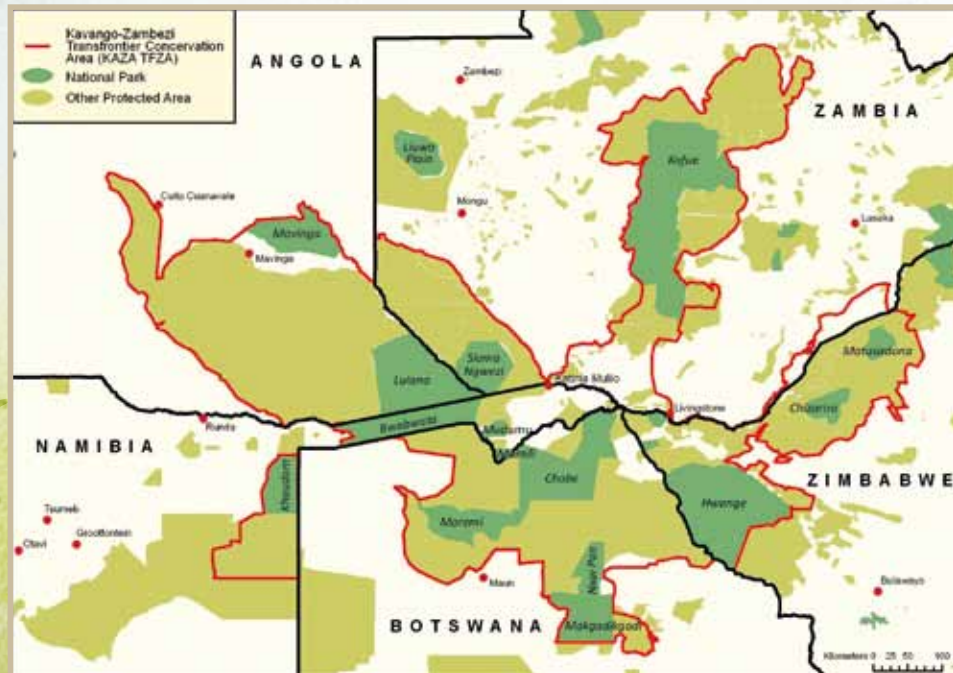 Kavango-Zambezi
Transfrontier Concervation
Area (KAZA TFZA)
National Park
Other Protected Area
ANGOLA
ZAMBIA
Zambezi
Liuwa
Plain
Kafue
Mongu
Lusaka
Cuito Cuanavale
Mavinga
Mavinga
Matusadona
Sioma
Ngwezi
Luiana
Katima Mulilo
Chizarira
Livingstone
Bwabwata
Rundu
Mudumu
Mamili
NAMIBIA
ZIMBABWE
Khaudum
Chobe
Hwange
Moremi
Tsumeb
Grootfontein
Otavi
Nxai Pan
Maun
Bulawayo
BOTSWANA
Makgadikgadi
Kilometers 0 25 50 100